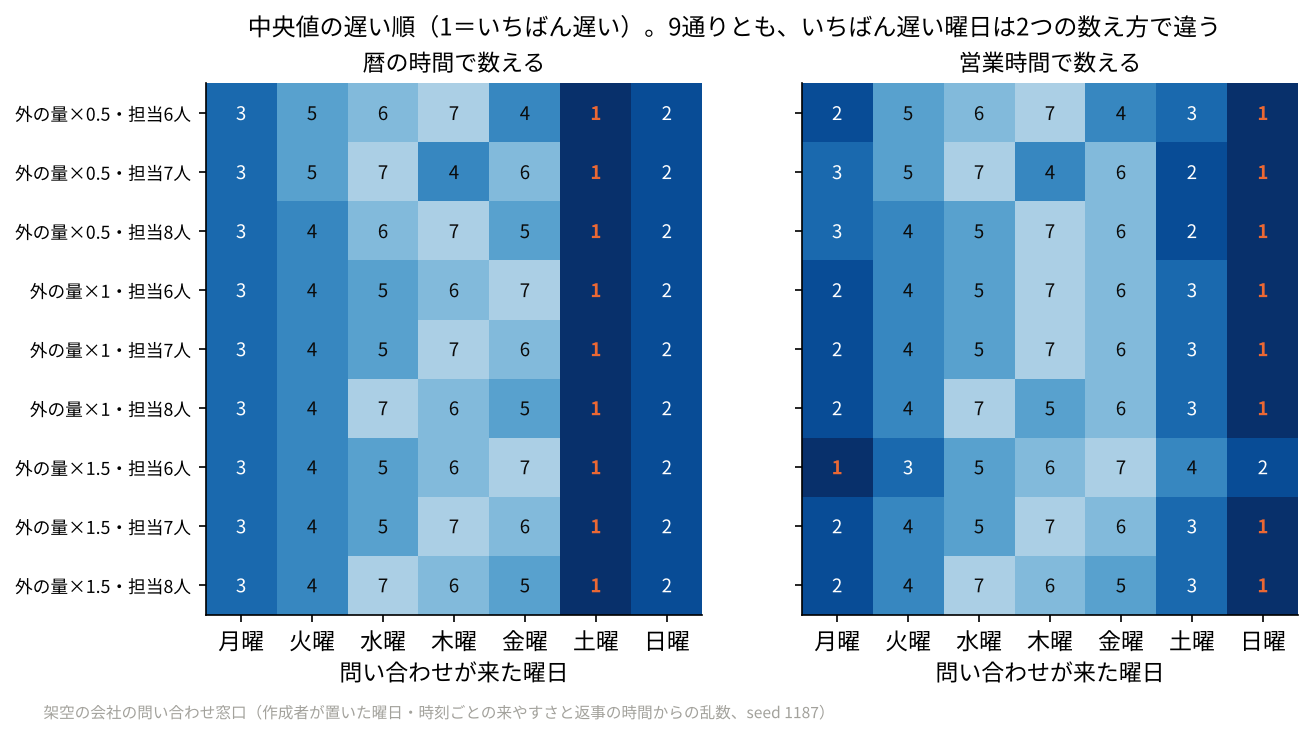 中央値の遅い順（1＝いちばん遅い）。9通りとも、いちばん遅い曜日は2つの数え方で違う
暦の時間で数える
営業時間で数える
外の量×0.5・担当6人 3 5 6 7 4 1 2 2 5 6 7 4 3 1
外の量×0.5・担当7人 3 5 7 4 6 1 2 3 5 7 4 6 2 1
外の量×0.5・担当8人 3 4 6 7 5 1 2 3 4 5 7 6 2 1
外の量×1・担当6人 3 4 5 6 7 1 2 2 4 5 7 6 3 1
外の量×1・担当7人 3 4 5 7 6 1 2 2 4 5 7 6 3 1
外の量×1・担当8人 3 4 7 6 5 1 2 2 4 7 5 6 3 1
外の量×1.5・担当6人 3 4 5 6 7 1 2 1 3 5 6 7 4 2
外の量×1.5・担当7人 3 4 5 7 6 1 2 2 4 5 7 6 3 1
外の量×1.5・担当8人 3 4 7 6 5 1 2 2 4 7 6 5 3 1
月曜 火曜 水曜 木曜 金曜 土曜 日曜 月曜 火曜 水曜 木曜 金曜 土曜 日曜
問い合わせが来た曜日 問い合わせが来た曜日
架空の会社の問い合わせ窓口（作成者が置いた曜日・時刻ごとの来やすさと返事の時間からの乱数、seed 1187）